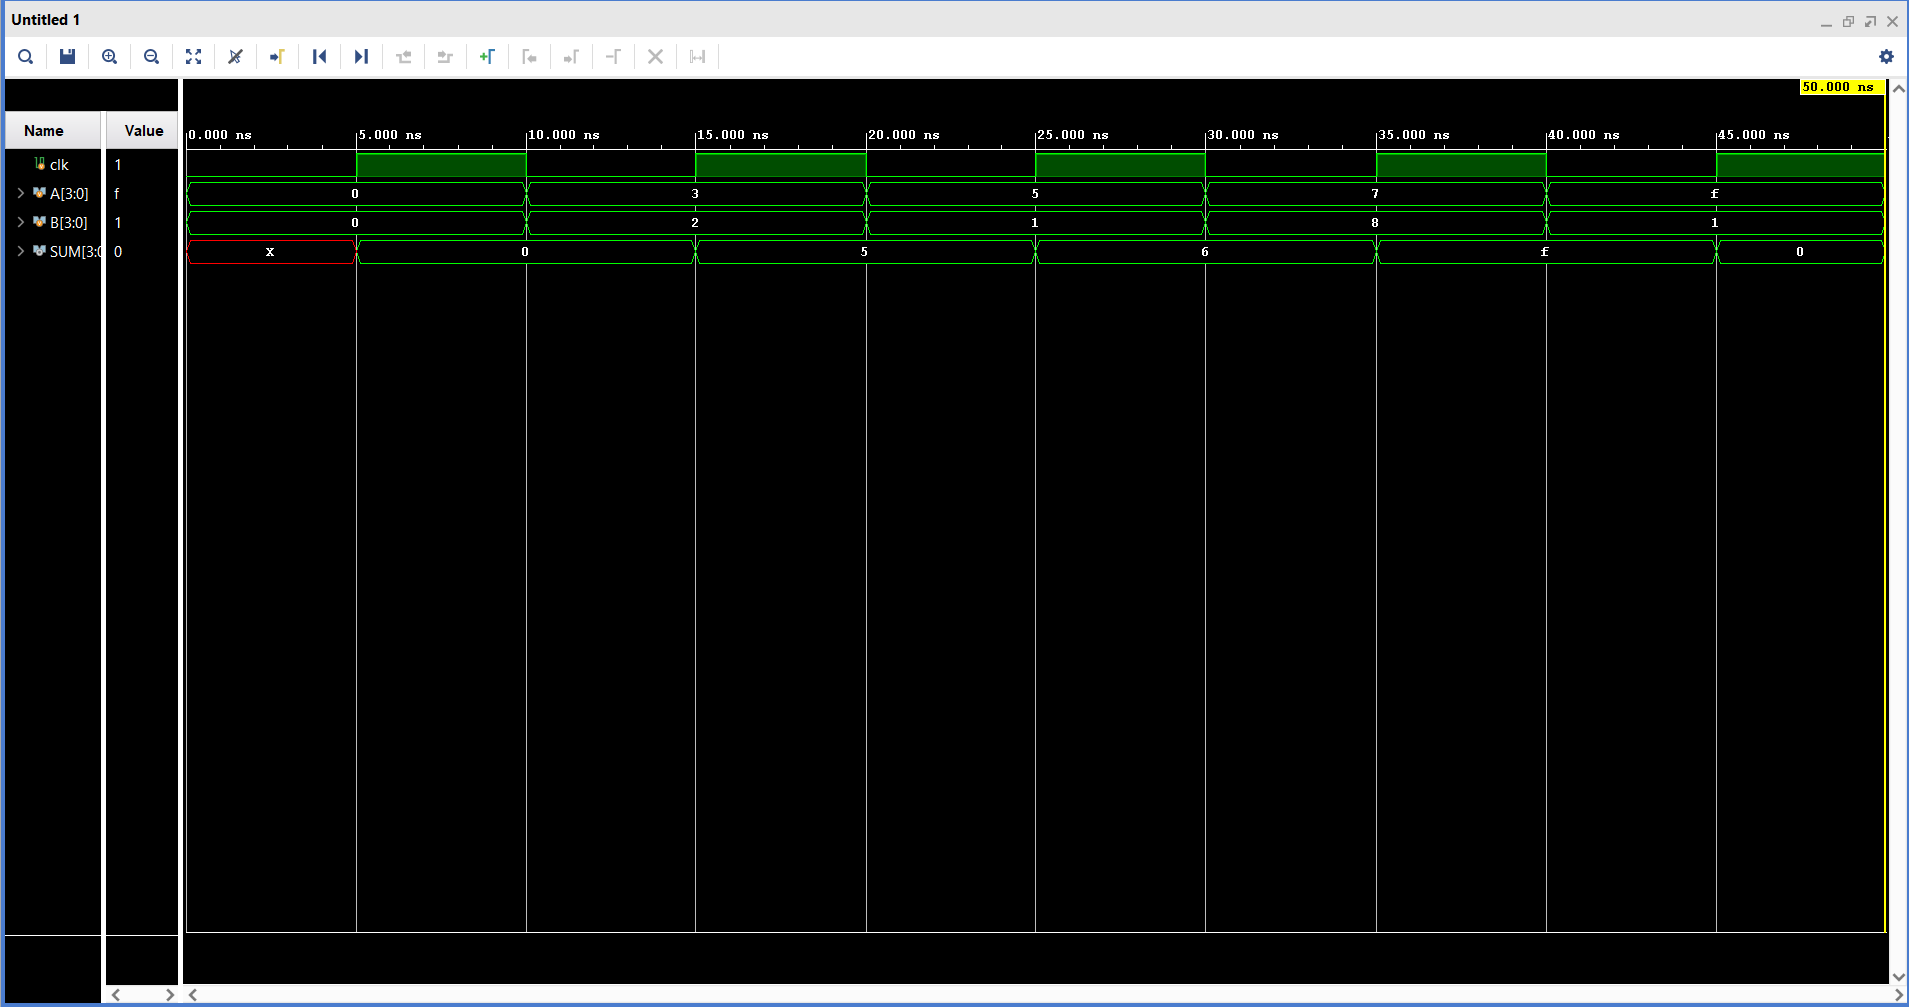 Untitled 1
50.000 ns
Name Value
0.000 ns 5.000 ns 10.000 ns 15.000 ns 20.000 ns 25.000 ns 30.000 ns 35.000 ns 40.000 ns 45.000 ns
clk 1
A[3:0] f 0 3 5 7 f
B[3:0] 1 0 2 1 8 1
SUM[3:0 0 x 0 5 6 f 0